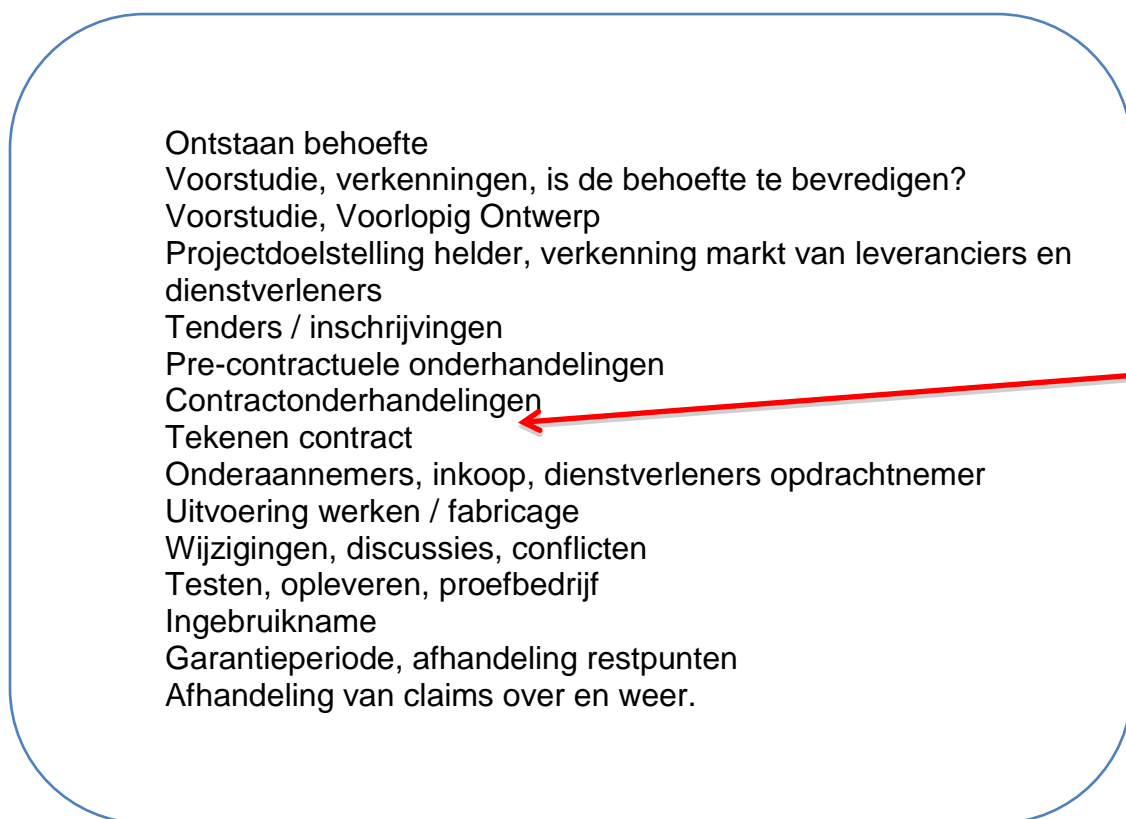 Ontstaan behoefte
Voorstudie, verkenningen, is de behoefte te bevredigen?
Voorstudie, Voorlopig Ontwerp
Projectdoelstelling helder, verkenning markt van leveranciers en
dienstverleners
Tenders / inschrijvingen
Pre-contractuele onderhandelingen
Contractonderhandelingen
Tekenen contract
Onderaannemers, inkoop, dienstverleners opdrachtnemer
Uitvoering werken / fabricage
Wijzigingen, discussies, conflicten
Testen, opleveren, proefbedrijf
Ingebruikname
Garantieperiode, afhandeling restpunten
Afhandeling van claims over en weer.